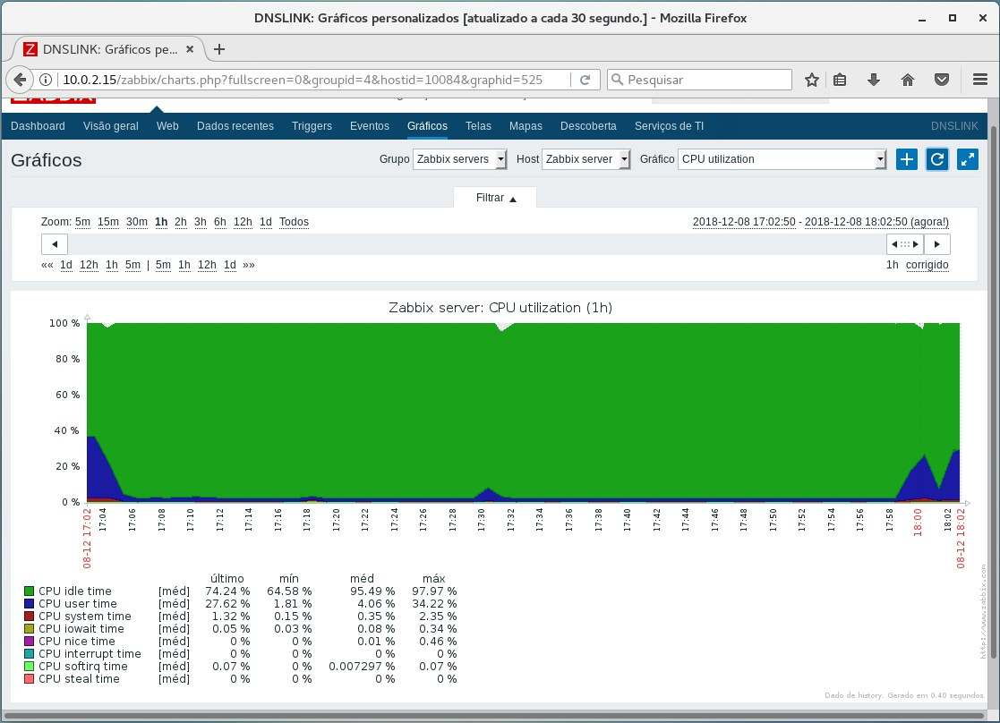 DNSLINK: Gráficos personalizados [atualizado a cada 30 segundo.] - Mozilla Firefox
DNSLINK: Gráficos pe...
10.0.2.15/zabbix/charts.php?fullscreen=0&groupid=4&hostid=10084&graphid=525
Pesquisar
ZABBIX
Dashboard Visão geral Web Dados recentes Triggers Eventos Gráficos Telas Mapas Descoberta Serviços de TI DNSLINK
Gráficos Grupo Zabbix servers Host Zabbix server Gráfico CPU utilization
Filtrar
Zoom: 5m 15m 30m 1h 2h 3h 6h 12h 1d Todos 2018-12-08 17:02:50 - 2018-12-08 18:02:50 (agora!)
«« 1d 12h 1h 5m | 5m 1h 12h 1d »» 1h corrigido
Zabbix server: CPU utilization (1h)
100 %
80 %
60 %
40 %
20 %
0 %
08-12 17:02 17:04 17:06 17:08 17:10 17:12 17:14 17:16 17:18 17:20 17:22 17:24 17:26 17:28 17:30 17:32 17:34 17:36 17:38 17:40 17:42 17:44 17:46 17:48 17:50 17:52 17:54 17:56 17:58 18:00 18:02 08-12 18:02
último mín méd máx
CPU idle time [méd] 74.24 % 64.58 % 95.49 % 97.97 %
CPU user time [méd] 27.62 % 1.81 % 4.06 % 34.22 %
CPU system time [méd] 1.32 % 0.15 % 0.35 % 2.35 %
CPU iowait time [méd] 0.05 % 0.03 % 0.08 % 0.34 %
CPU nice time [méd] 0 % 0 % 0.01 % 0.46 %
CPU interrupt time [méd] 0 % 0 % 0 % 0 %
CPU softirq time [méd] 0.07 % 0 % 0.007297 % 0.07 %
CPU steal time [méd] 0 % 0 % 0 % 0 %
http://www.zabbix.com
Dado de history. Gerado em 0.40 segundos.